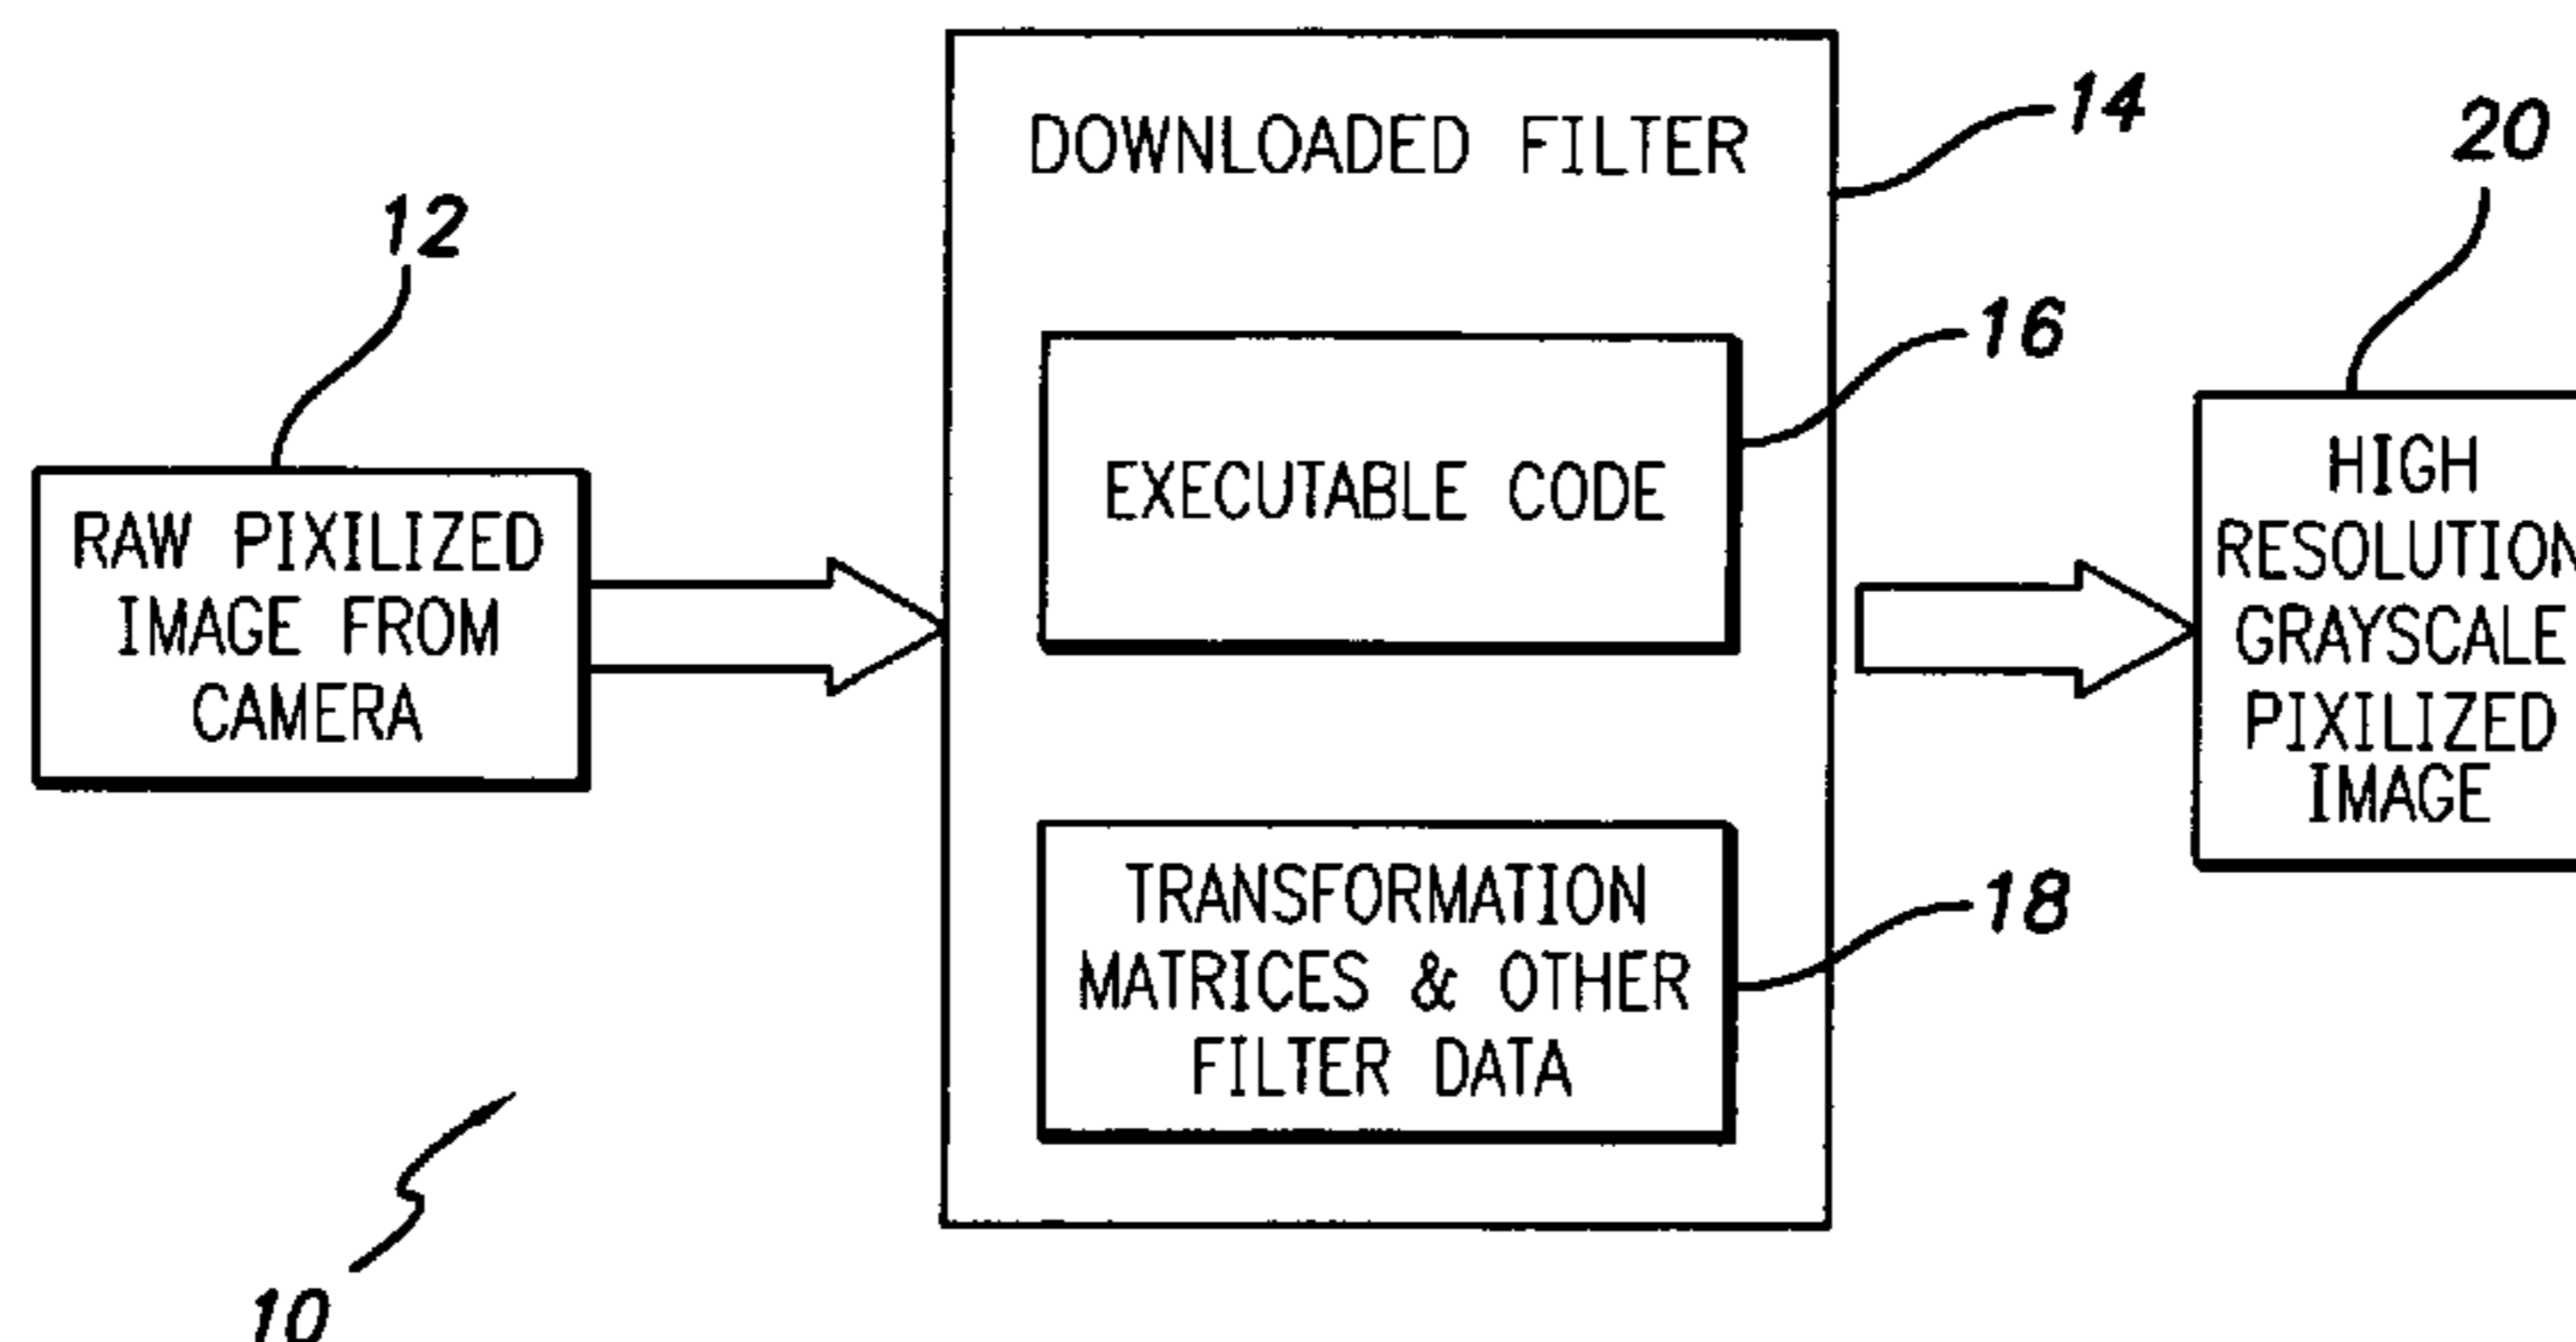 12
RAW PIXILIZED
IMAGE FROM
CAMERA
DOWNLOADED FILTER
14
EXECUTABLE CODE
16
TRANSFORMATION
MATRICES & OTHER
FILTER DATA
18
20
HIGH
RESOLUTION
GRAYSCALE
PIXILIZED
IMAGE
10